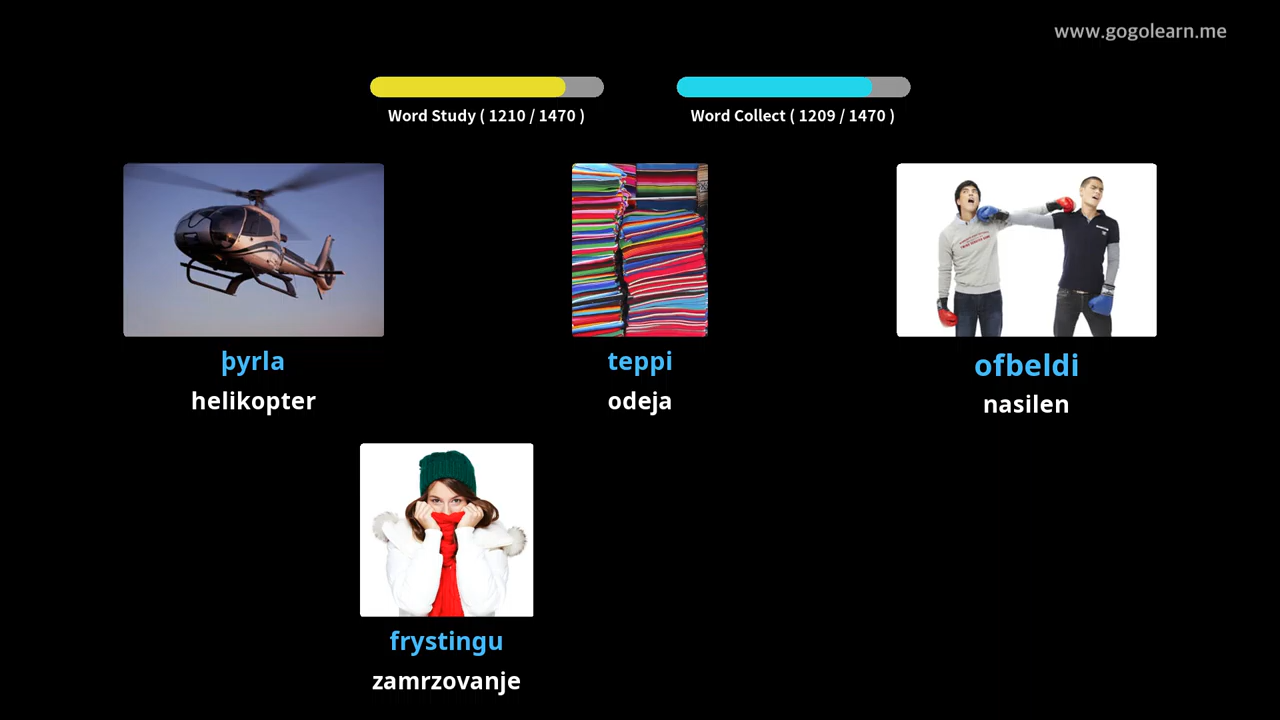 www.gogolearn.me
Word Study ( 1210 / 1470 )
Word Collect ( 1209 / 1470 )
þyrla
helikopter
teppi
odeja
ofbeldi
nasilen
frystingu
zamrzovanje